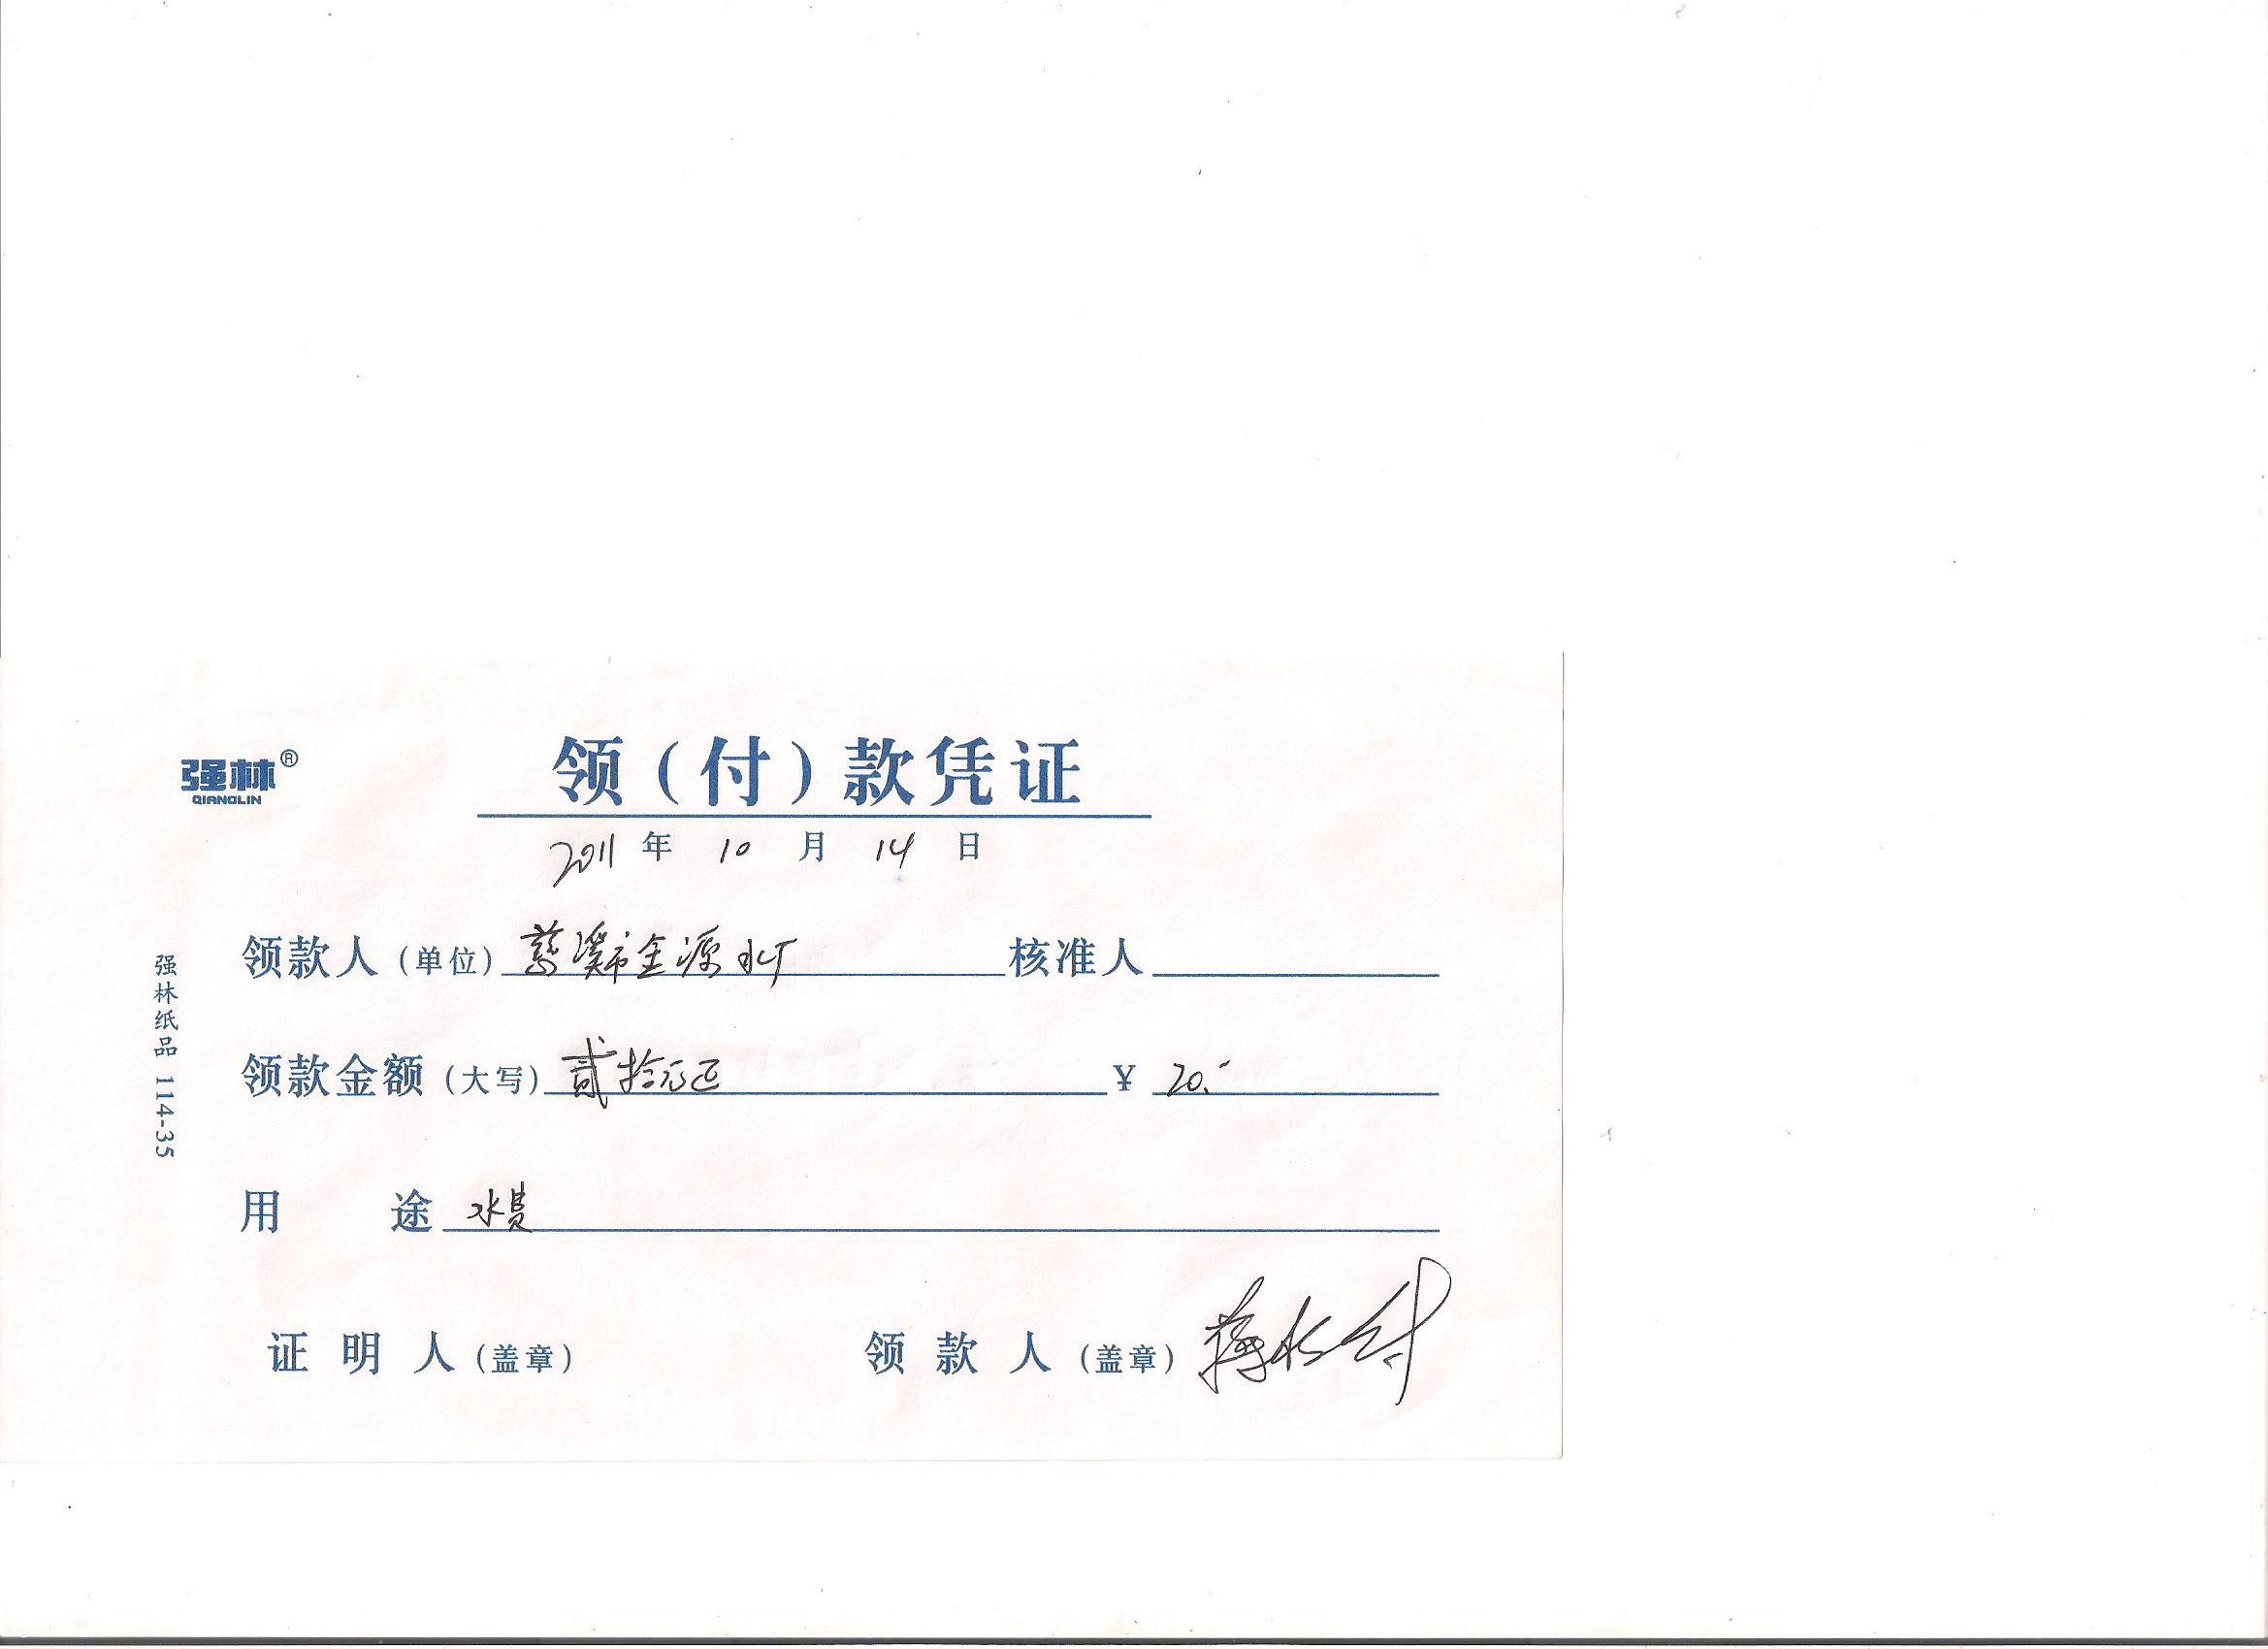 强林®
QIANGLIN
领（付）款凭证
2011 年 10 月 14 日
领款人（单位） 慈溪市金源水厂 核准人
领款金额（大写） 贰拾元正 ¥ 20.-
用途 水费
证明人（盖章） 领款人（盖章）
强林纸品 114-35